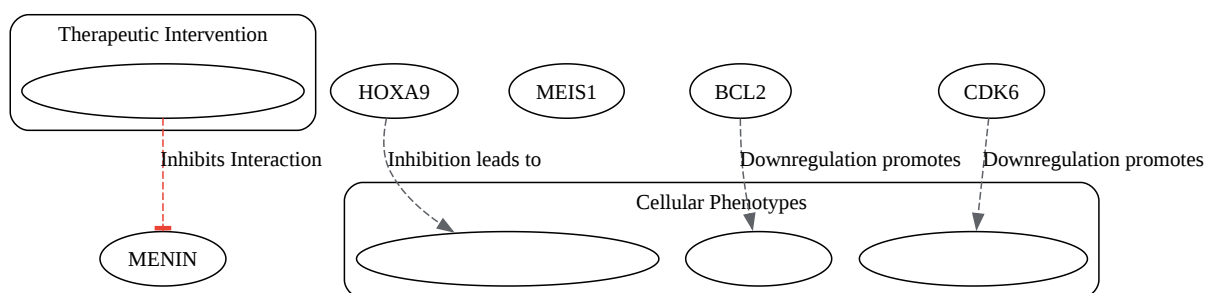 Therapeutic Intervention
HOXA9
MEIS1
BCL2
CDK6
Inhibits Interaction
Inhibition leads to
Downregulation promotes
Downregulation promotes
Cellular Phenotypes
MENIN